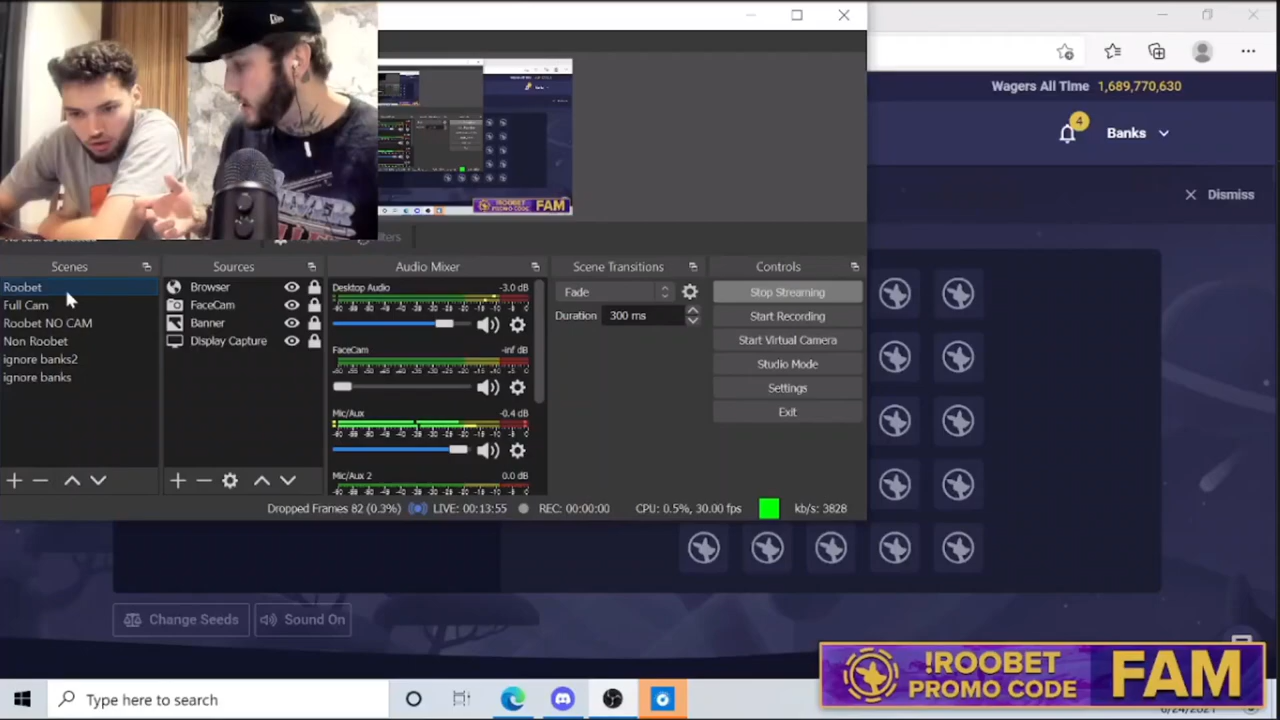 Wagers All Time 1,689,770,630
4
Banks
Dismiss
Scenes
Roobet
Full Cam
Roobet NO CAM
Non Roobet
ignore banks2
ignore banks
Sources
Browser
FaceCam
Banner
Display Capture
Audio Mixer
Desktop Audio -3.0 dB
FaceCam -inf dB
Mic/Aux -0.4 dB
Mic/Aux 2 0.0 dB
Scene Transitions
Fade
Duration 300 ms
Controls
Stop Streaming
Start Recording
Start Virtual Camera
Studio Mode
Settings
Exit
Dropped Frames 82 (0.3%) LIVE: 00:13:55 REC: 00:00:00 CPU: 0.5%, 30.00 fps kb/s: 3828
Change Seeds
Sound On
!ROOBET
PROMO CODE
FAM
Type here to search
6/24/2021